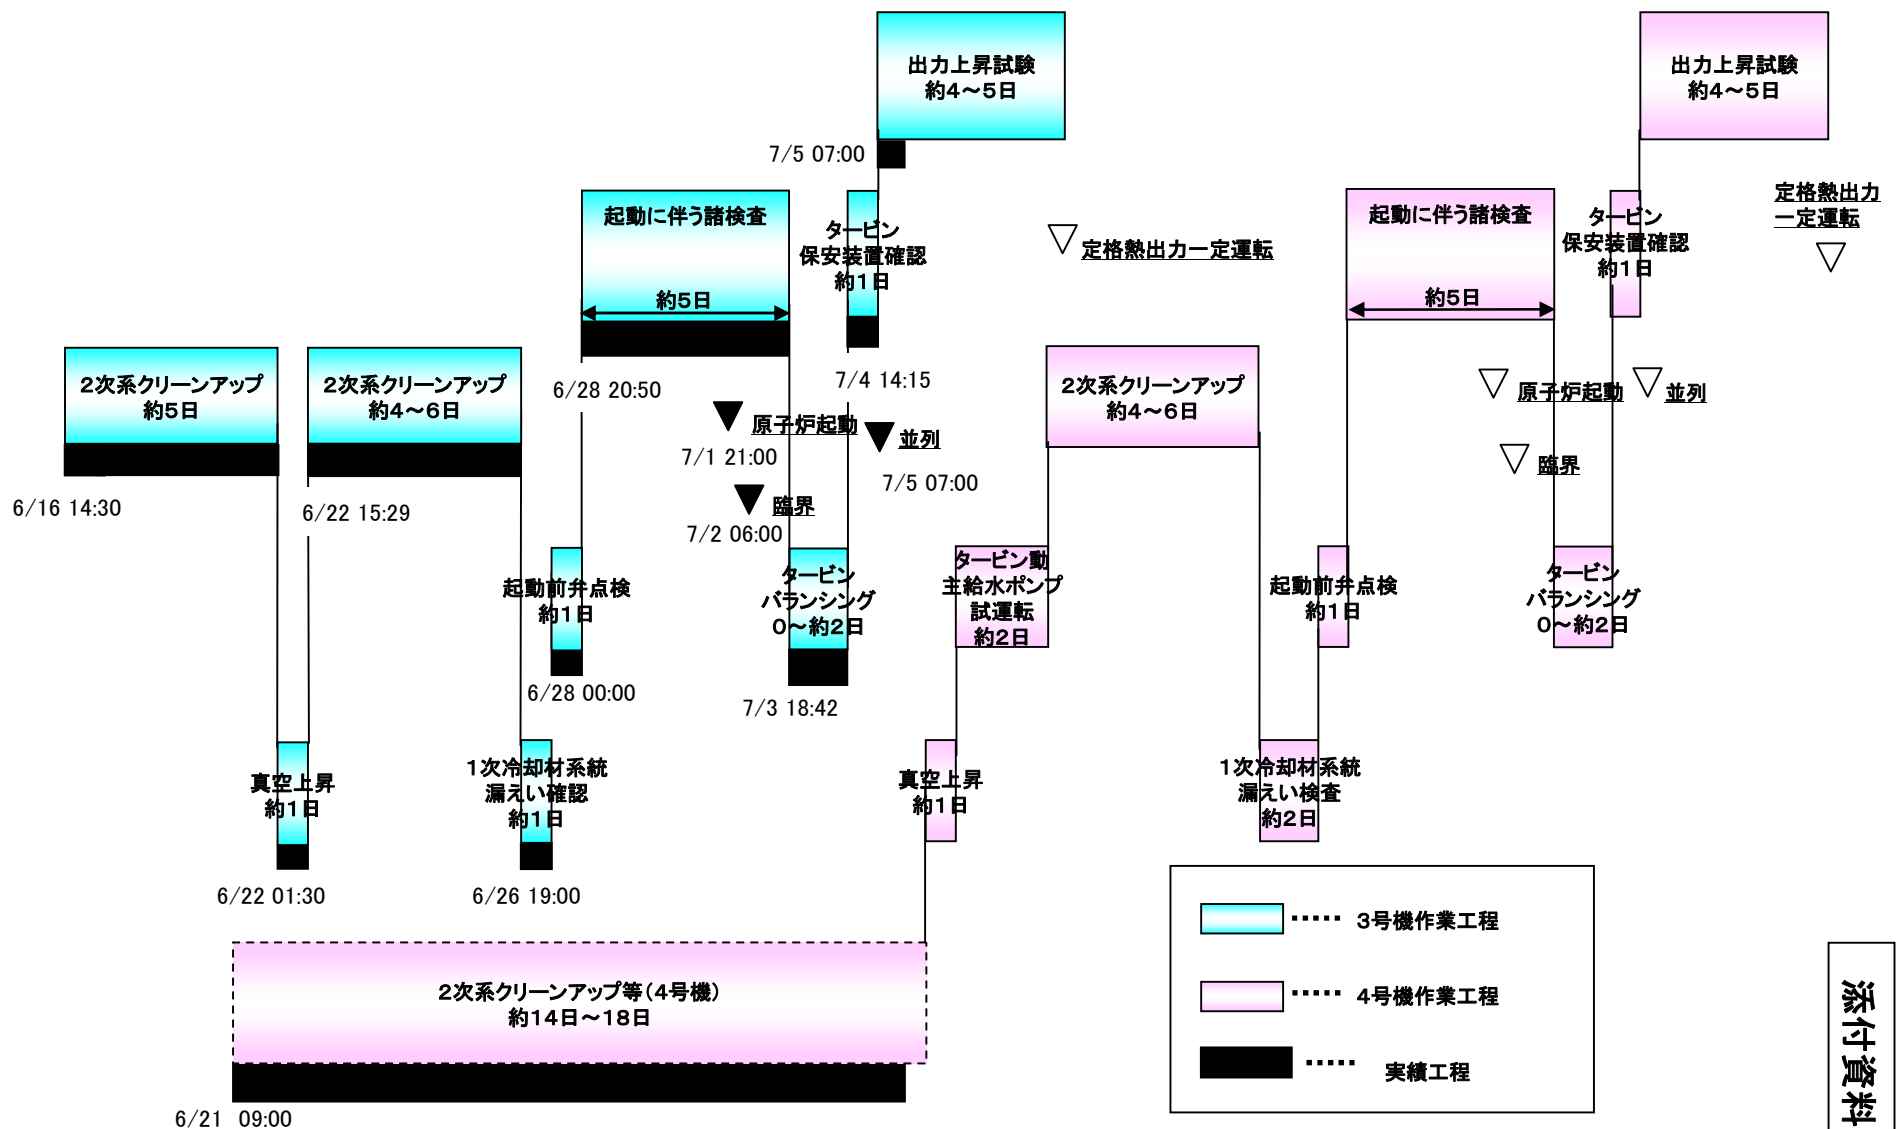 出力上昇試験
約4～5日
7/5 07:00
出力上昇試験
約4～5日
起動に伴う諸検査
約5日
タービン
保安装置確認
約1日
定格熱出力一定運転
起動に伴う諸検査
約5日
タービン
保安装置確認
約1日
定格熱出力
一定運転
2次系クリーンアップ
約5日
2次系クリーンアップ
約4～6日
6/28 20:50
7/4 14:15
原子炉起動
7/1 21:00
並列
7/5 07:00
臨界
7/2 06:00
2次系クリーンアップ
約4～6日
原子炉起動
並列
臨界
6/16 14:30
6/22 15:29
起動前弁点検
約1日
6/28 00:00
タービン
バランシング
0～約2日
7/3 18:42
タービン動
主給水ポンプ
試運転
約2日
起動前弁点検
約1日
タービン
バランシング
0～約2日
真空上昇
約1日
6/22 01:30
1次冷却材系統
漏えい確認
約1日
6/26 19:00
真空上昇
約1日
1次冷却材系統
漏えい検査
約2日
2次系クリーンアップ等（4号機）
約14日～18日
6/21 09:00
3号機作業工程
4号機作業工程
実績工程
添付資料